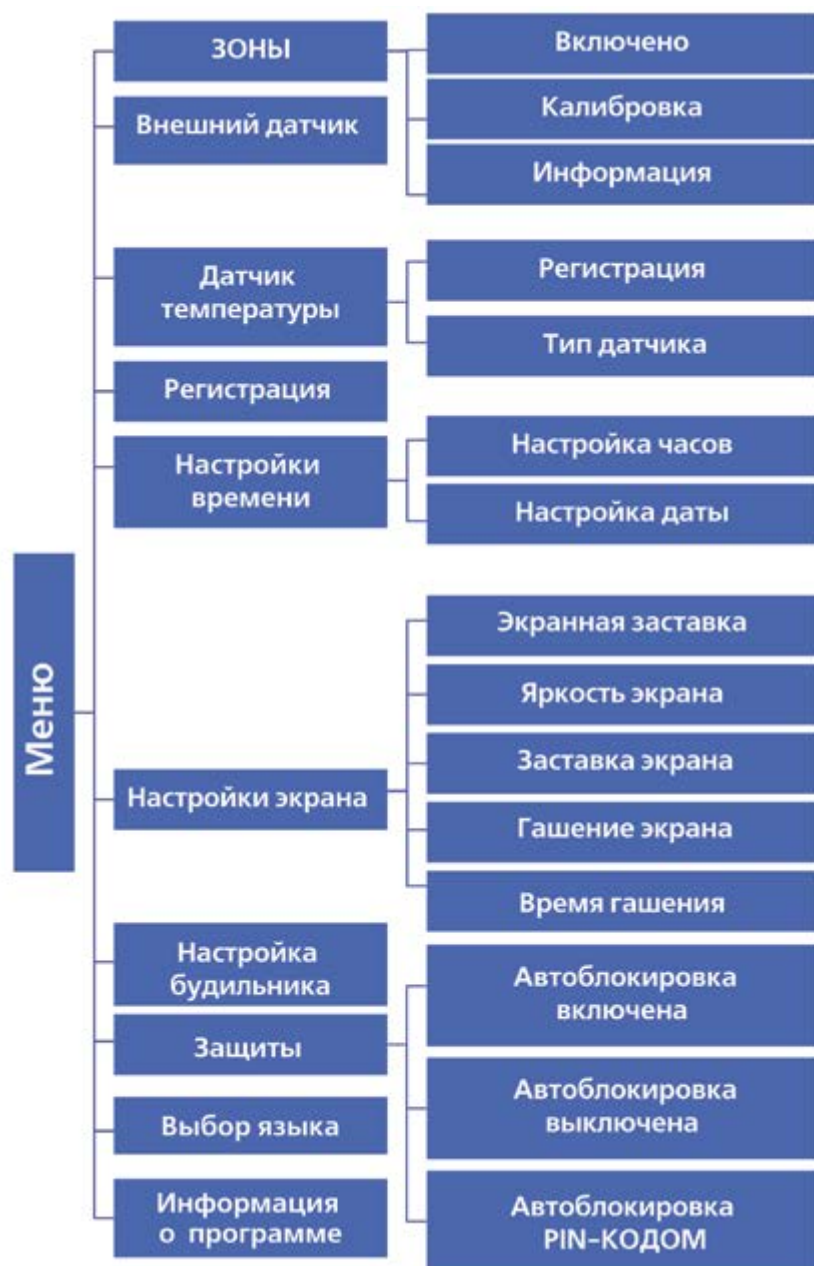 Меню
ЗОНЫ
Включено
Калибровка
Информация
Внешний датчик
Датчик
температуры
Регистрация
Тип датчика
Регистрация
Настройки
времени
Настройка часов
Настройка даты
Настройки экрана
Экранная заставка
Яркость экрана
Заставка экрана
Гашение экрана
Время гашения
Настройка
будильника
Защиты
Автоблокировка
включена
Автоблокировка
выключена
Автоблокировка
PIN-КОДОМ
Выбор языка
Информация
о программе